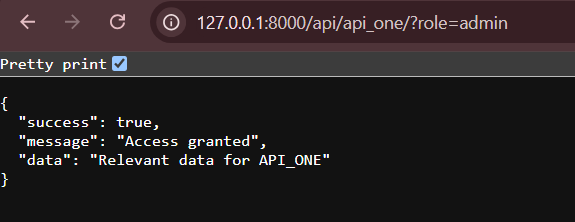 127.0.0.1:8000/api/api_one/?role=admin
Pretty print
{
  "success": true,
  "message": "Access granted",
  "data": "Relevant data for API_ONE"
}